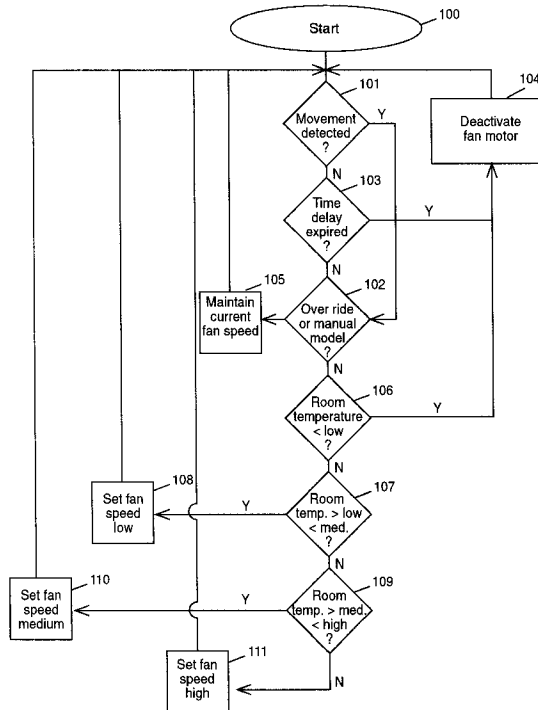 Start
100
101
Movement
detected
?
Y
N
104
Deactivate
fan motor
103
Time
delay
expired
?
Y
N
105
Maintain
current
fan speed
102
Over ride
or manual
model
?
N
106
Room
temperature
< low
?
Y
N
108
Set fan
speed
low
Y
107
Room
temp. > low
< med.
?
N
110
Set fan
speed
medium
Y
109
Room
temp. > med.
< high
?
N
111
Set fan
speed
high